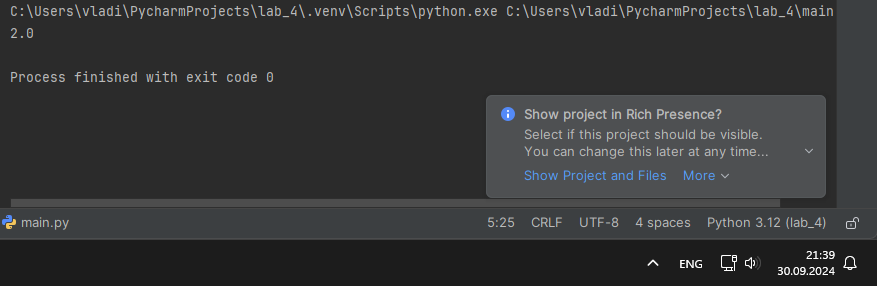 C:\Users\vladi\PycharmProjects\lab_4\.venv\Scripts\python.exe C:\Users\vladi\PycharmProjects\lab_4\main
2.0
Process finished with exit code 0
Show project in Rich Presence?
Select if this project should be visible.
You can change this later at any time...
Show Project and Files More
main.py 5:25 CRLF UTF-8 4 spaces Python 3.12 (lab_4)
ENG 21:39
30.09.2024